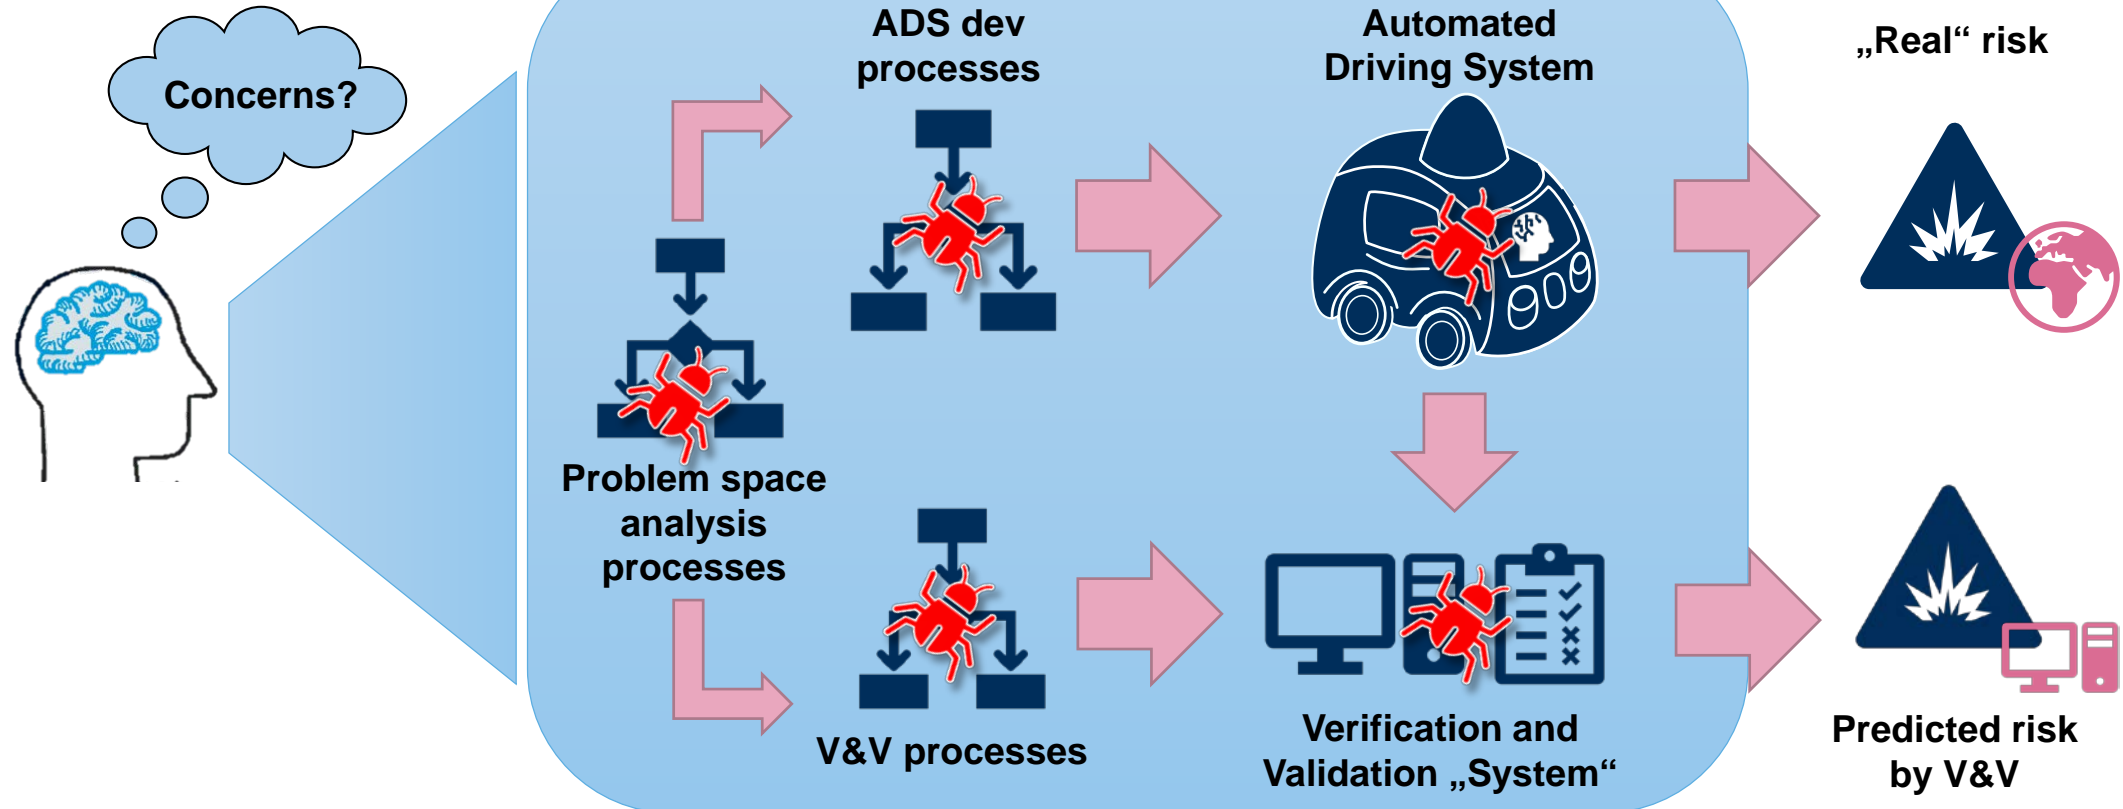 Concerns?
ADS dev
processes
Automated
Driving System
„Real“ risk
Problem space
analysis
processes
V&V processes
Verification and
Validation „System“
Predicted risk
by V&V